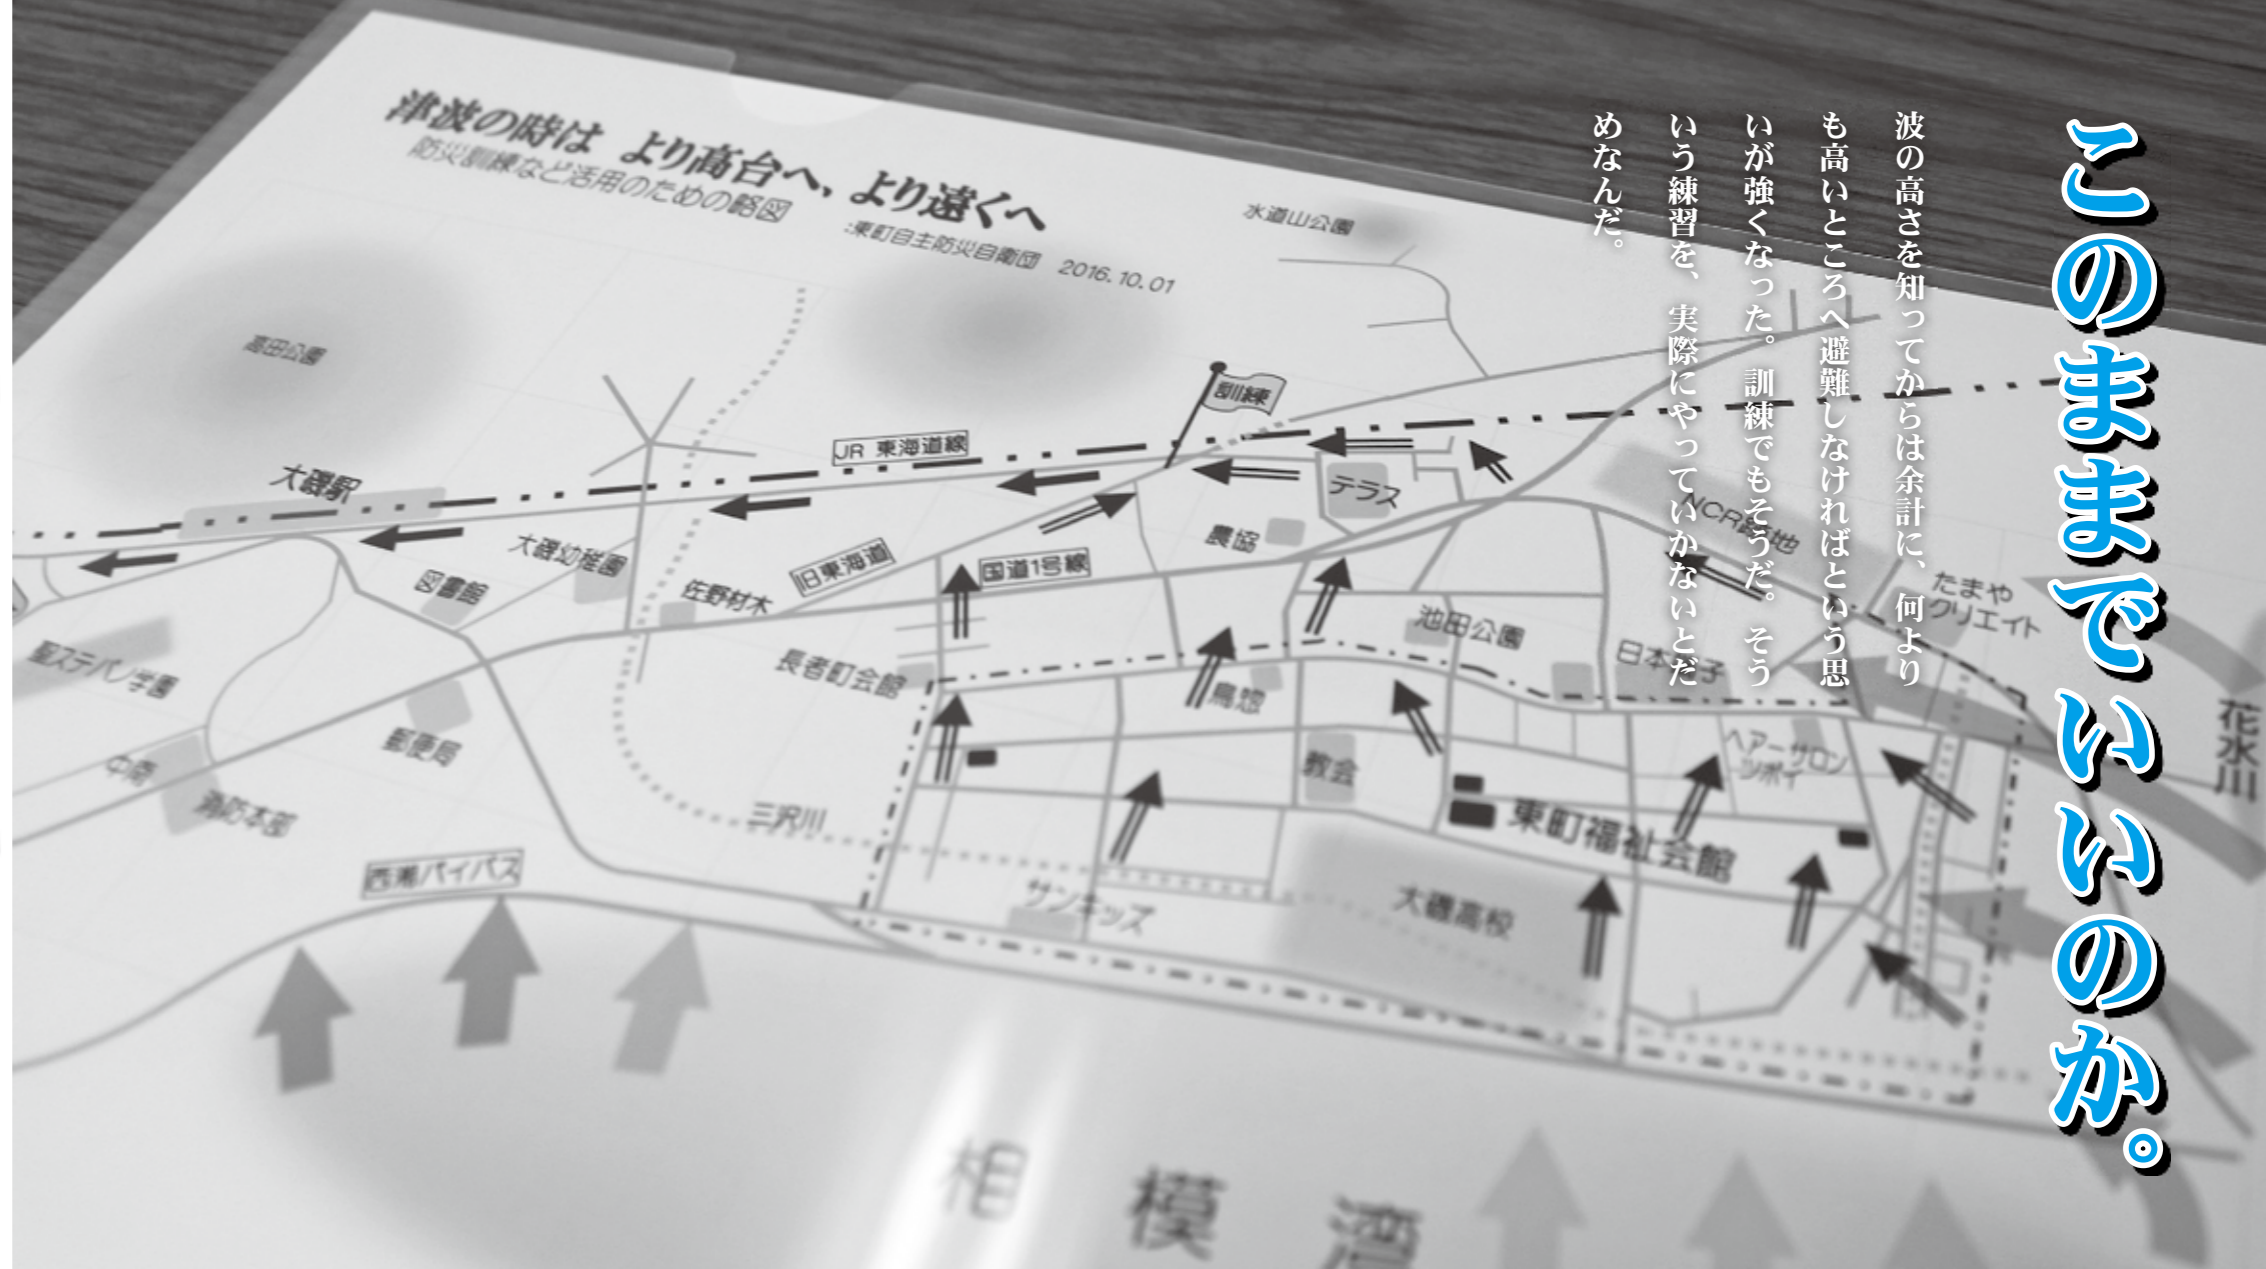 このままでいいのか。
波の高さを知ってからは余計に、何より
も高いところへ避難しなければという思
いが強くなった。訓練でもそうだ。そう
いう練習を、実際にやっていかないとだ
めなんだ。
津波の時は より高台へ，より遠くへ
防災訓練など活用のための略図
:東町自主防災自衛団 2016.10.01
水道山公園
高田公園
訓練
JR 東海道線
大磯駅
テラス
NCR跡地
農協
大磯幼稚園
旧東海道
国道1号線
図書館
佐野材木
たまや
クリエイト
池田公園
聖ステパノ学園
長者町会館
花水川
郵便局
教会
ヘアーサロン
ツボイ
三沢川
消防本部
東町福祉会館
西湘バイパス
サンキッズ
大磯高校
相模湾